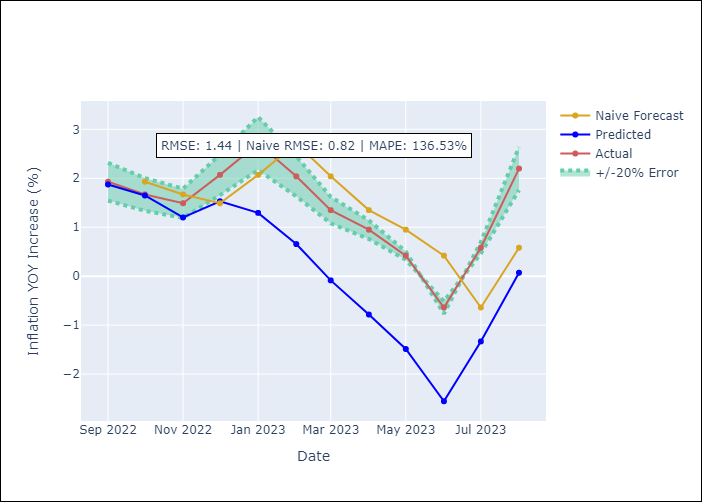 RMSE: 1.44 | Naive RMSE: 0.82 | MAPE: 136.53%
Naive Forecast
Predicted
Actual
+/-20% Error
Inflation YOY Increase (%)
3
2
1
0
−1
−2
Sep 2022
Nov 2022
Jan 2023
Mar 2023
May 2023
Jul 2023
Date